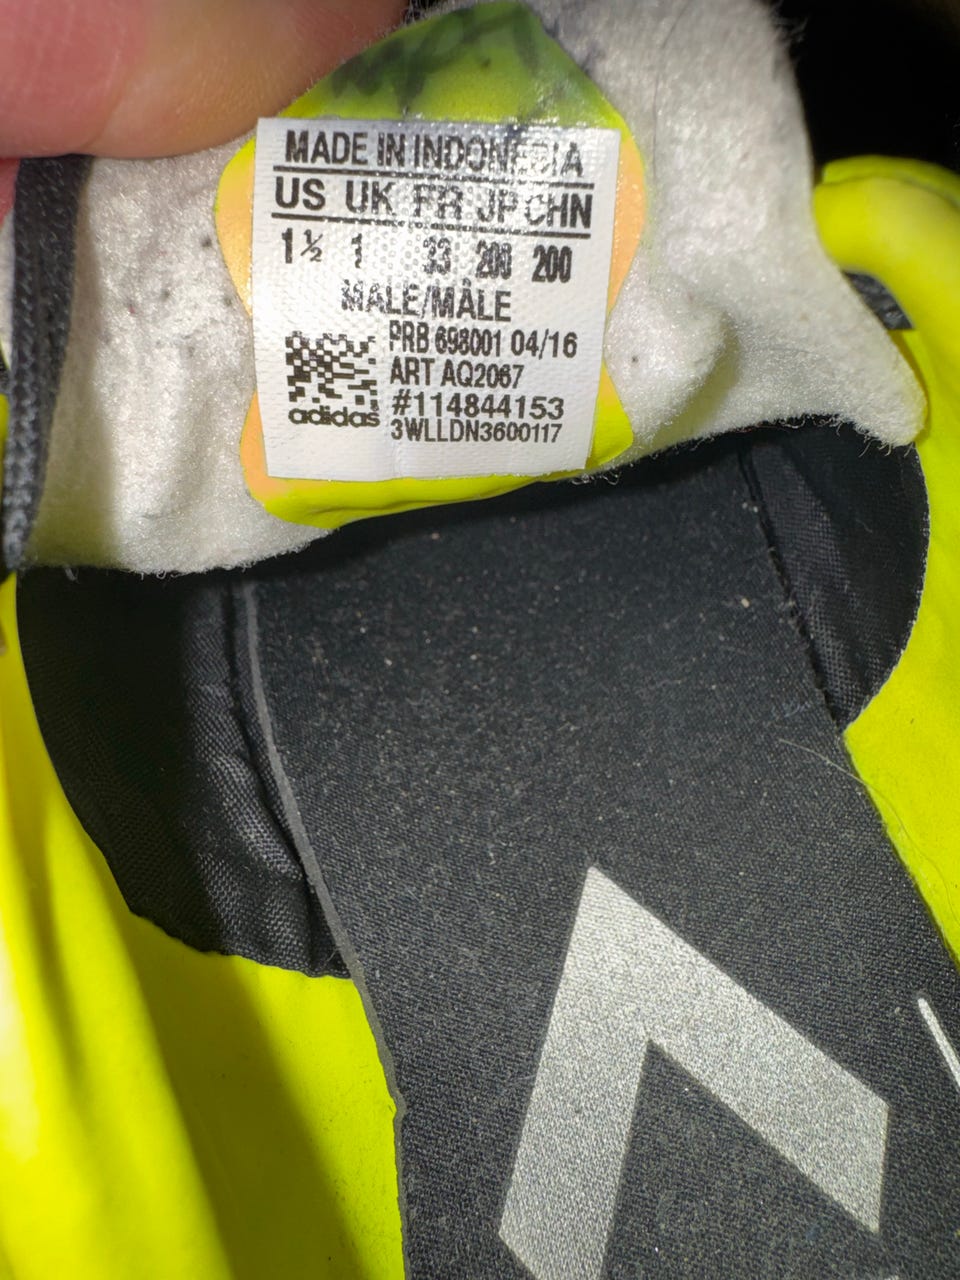 MADE IN INDONESIA
US UK FR JP CHN
1½ 1 33 200 200
MALE/MÂLE
PRB 698001 04/16
ART AQ2067
#114844153
3WLLDN3600117
adidas